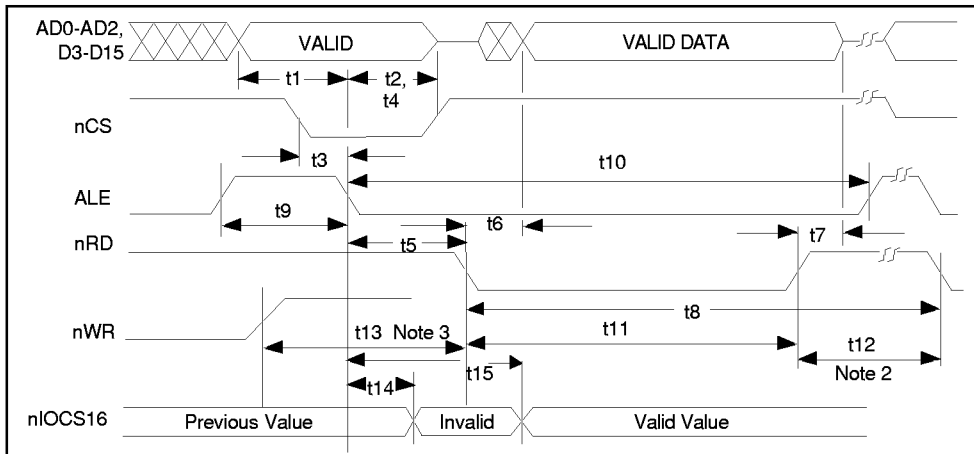 AD0-AD2,
D3-D15
VALID
VALID DATA
t1
t2,
t4
nCS
t3
t10
ALE
t9
t6
t5
t7
nRD
t8
nWR
t13
Note 3
t11
t12
Note 2
t15
t14
nIOCS16
Previous Value
Invalid
Valid Value